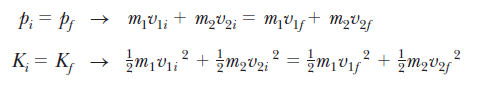 pᵢ = p_f → m₁v₁ᵢ + m₂v₂ᵢ = m₁v₁f + m₂v₂f
Kᵢ = K_f → ½m₁v₁ᵢ² + ½m₂v₂ᵢ² = ½m₁v₁f² + ½m₂v₂f²